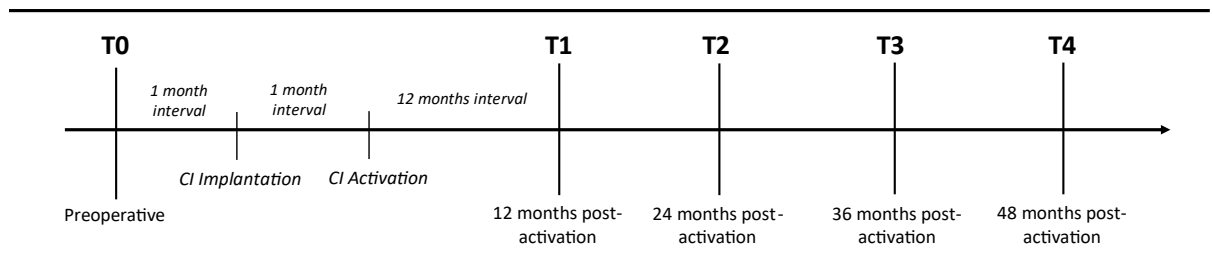 T0
T1
T2
T3
T4
1 month
interval
1 month
interval
12 months interval
CI Implantation
CI Activation
Preoperative
12 months post-
activation
24 months post-
activation
36 months post-
activation
48 months post-
activation